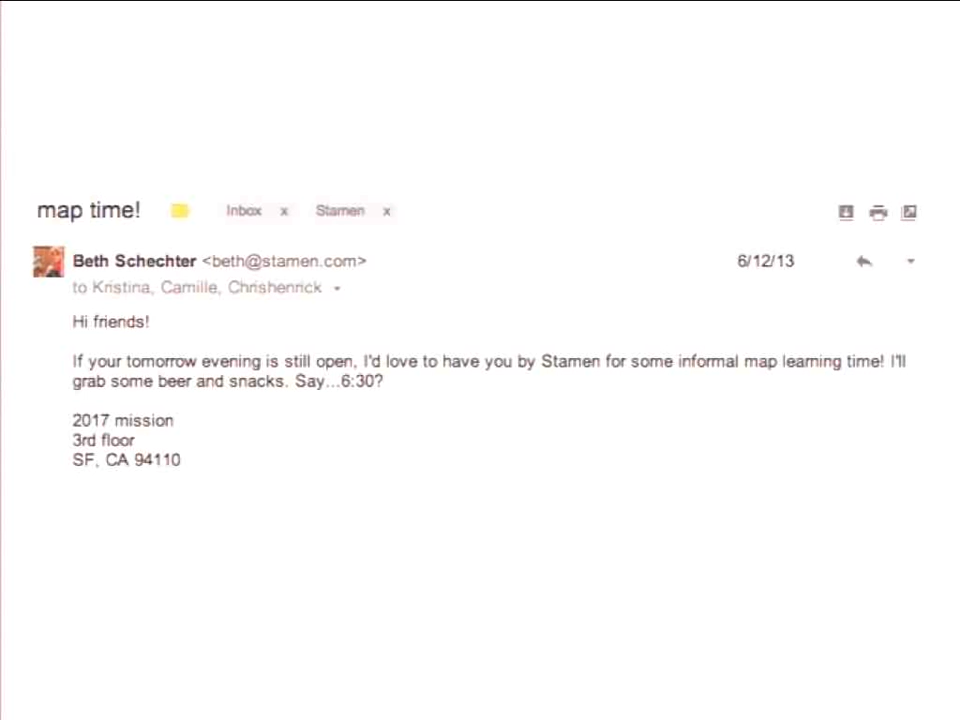 map time! Inbox x Stamen x
Beth Schechter <beth@stamen.com> 6/12/13
to Kristina, Camille, Chrishenrick
Hi friends!
If your tomorrow evening is still open, I'd love to have you by Stamen for some informal map learning time! I'll
grab some beer and snacks. Say...6:30?
2017 mission
3rd floor
SF, CA 94110